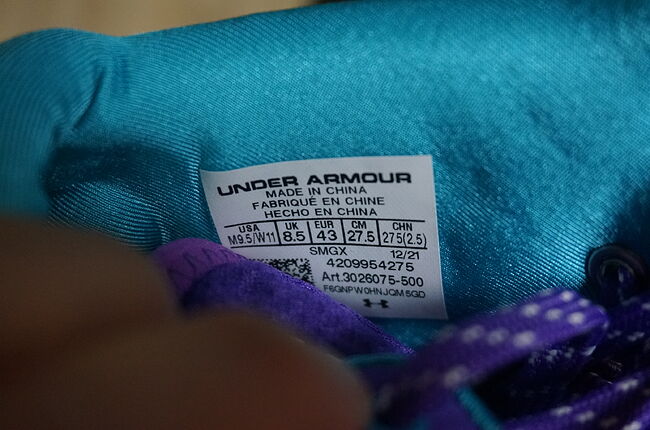 UNDER ARMOUR
MADE IN CHINA
FABRIQUÉ EN CHINE
HECHO EN CHINA
USA UK EUR CM CHN
M9.5/W11 8.5 43 27.5 275(2.5)
SMGX 12/21
4209954275
Art.3026075-500
F6GNPW0HNJQM5GD